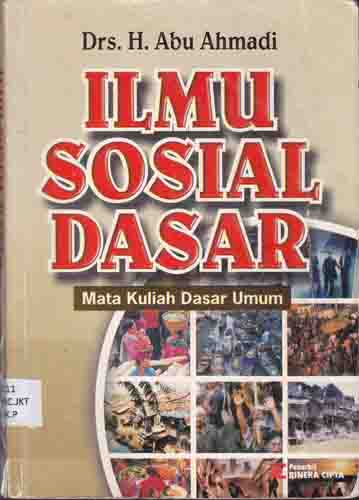 Drs. H. Abu Ahmadi
ILMU
SOSIAL
DASAR
Mata Kuliah Dasar Umum
Penerbit
RINEKA CIPTA